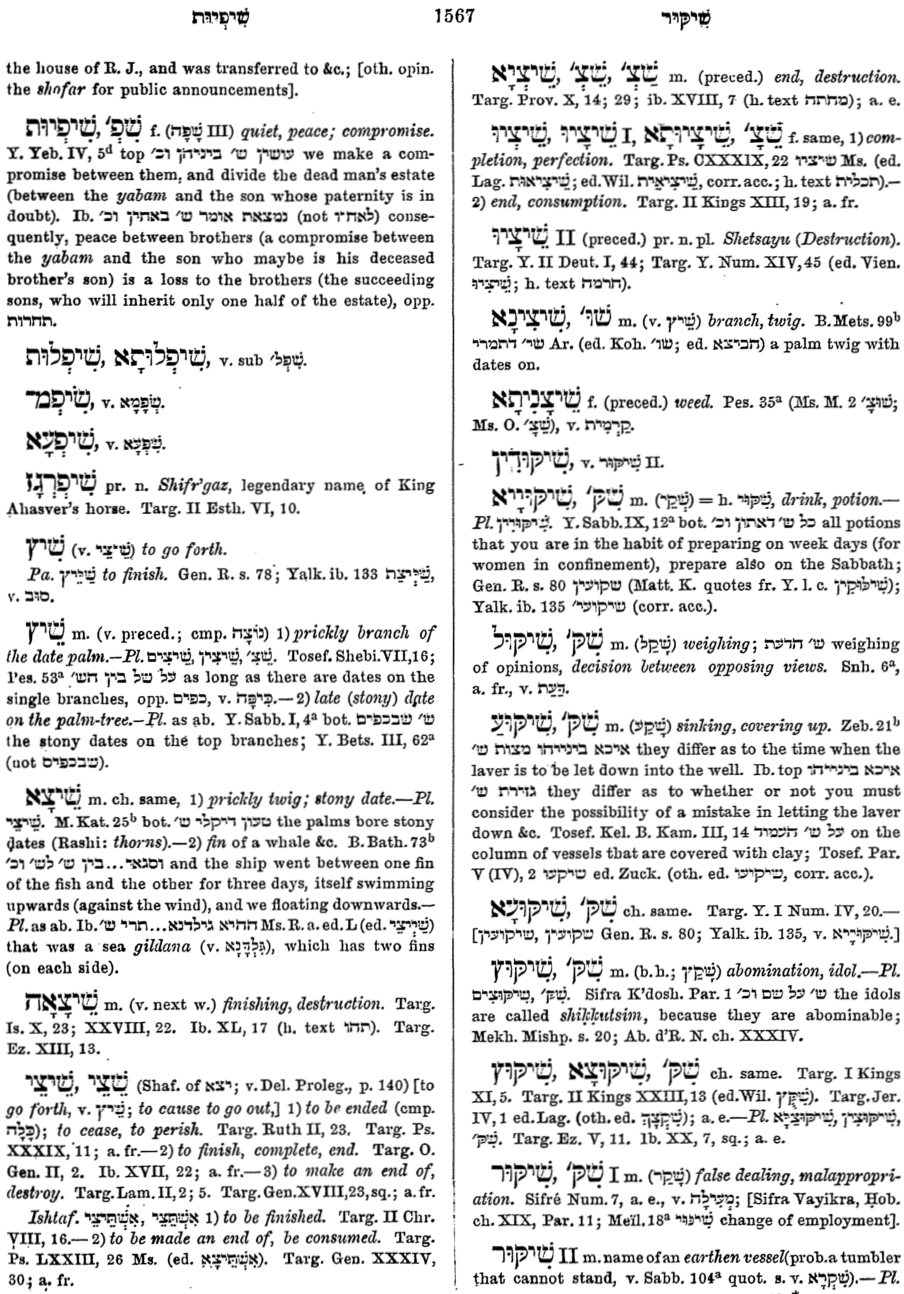 שִׁיפְיוּת
1567
שִׁיקּוּר
the house of R. J., and was transferred to &c.; [oth. opin.
the shofar for public announcements].
שִׁיפְיוּת, שִׁפְ' f. (שָׁפָה III) quiet, peace; compromise.
Y. Yeb. IV, 5d top עושין ש' ביניהן וכ' we make a com-
promise between them, and divide the dead man's estate
(between the yabam and the son whose paternity is in
doubt). Ib. נמצאת אומר ש' באחין וכ' (not לאחיו) conse-
quently, peace between brothers (a compromise between
the yabam and the son who maybe is his deceased
brother's son) is a loss to the brothers (the succeeding
sons, who will inherit only one half of the estate), opp.
תחרות.
שִׁיפְלוּת, שִׁיפְלוּתָא, v. sub שִׁפְלֵ'.
שִׁיפְמד־, v. שִׁפְמָא.
שִׁיפְעָא, v. שִׁפְעָא.
שִׁיפְרְגָז pr. n. Shifr'gaz, legendary name of King
Ahasver's horse. Targ. II Esth. VI, 10.
שִׁיץ (v. שֵׁיצֵי) to go forth.
Pa. שַׁיֵּיץ to finish. Gen. R. s. 78; Yalk. ib. 133 שַׁיְּיצַת,
v. סוּב.
שִׁיץ m. (v. preced.; cmp. נוֹצָה) 1) prickly branch of
the date palm.—Pl. שִׁיצִים, שִׁיצִין, שִׁצִ'. Tosef. Shebi. VII, 16;
Pes. 53a על של בין הש' as long as there are dates on the
single branches, opp. כפים, v. כִּיפָּה.—2) late (stony) date
on the palm-tree.—Pl. as ab. Y. Sabb. I, 4a bot. ש' שבכפים
the stony dates on the top branches; Y. Bets. III, 62a
(not שבכפיס).
שִׁיצָא m. ch. same, 1) prickly twig; stony date.—Pl.
שִׁיצֵי. M. Kat. 25b bot. טעון דיקלי ש' the palms bore stony
dates (Rashi: thorns).—2) fin of a whale &c. B. Bath. 73b
וסגאי...בין ש' לש' וכ' and the ship went between one fin
of the fish and the other for three days, itself swimming
upwards (against the wind), and we floating downwards.—
Pl. as ab. Ib. ההיא גילדנא...תרי ש' Ms. R. a. ed. L (ed. שִׁיְיצֵי)
that was a sea gildana (v. גִּלְדָּנָא), which has two fins
(on each side).
שֵׁיצָאָה m. (v. next w.) finishing, destruction. Targ.
Is. X, 23; XXVIII, 22. Ib. XL, 17 (h. text תהו). Targ.
Ez. XIII, 13.
שֵׁיצֵי, שֵׁצֵי (Shaf. of יצא; v. Del. Proleg., p. 140) [to
go forth, v. שִׁיץ; to cause to go out,] 1) to be ended (cmp.
כָּלָה); to cease, to perish. Targ. Ruth II, 23. Targ. Ps.
XXXIX, 11; a. fr.—2) to finish, complete, end. Targ. O.
Gen. II, 2. Ib. XVII, 22; a. fr.—3) to make an end of,
destroy. Targ. Lam. II, 2; 5. Targ. Gen. XVIII, 23, sq.; a. fr.
Ishtaf. אִשְׁתֵּיצֵי, אִשְׁתֵּצֵי 1) to be finished. Targ. II Chr.
VIII, 16.—2) to be made an end of, be consumed. Targ.
Ps. LXXIII, 26 Ms. (ed. אִשְׁתֵּיצָא). Targ. Gen. XXXIV,
30; a. fr.
שֵׁיצְיָא, שֵׁצְ', שַׁצְ' m. (preced.) end, destruction.
Targ. Prov. X, 14; 29; ib. XVIII, 7 (h. text מחתה); a. e.
שֵׁיצְיוּ, שֵׁיצִיוּ I, שֵׁיצִיוּתָא, שֵׁצִ' f. same, 1) com-
pletion, perfection. Targ. Ps. CXXXIX, 22 שיציו Ms. (ed.
Lag. שֵׁיצִיאוּת; ed. Wil. שֵׁיצִיאִית, corr. acc.; h. text תכלית).—
2) end, consumption. Targ. II Kings XIII, 19; a. fr.
שֵׁיצָיוּ II (preced.) pr. n. pl. Shetsayu (Destruction).
Targ. Y. II Deut. I, 44; Targ. Y. Num. XIV, 45 (ed. Vien.
שֵׁיצִיוּ; h. text חרמה).
שִׁיצִינָא, שׁוּ' m. (v. שִׁיץ) branch, twig. B. Mets. 99b
שי' דתמרי Ar. (ed. Koh. שו'; ed. חביצא) a palm twig with
dates on.
שֵׁיצָנִיתָא f. (preced.) weed. Pes. 35a (Ms. M. 2 שׁוּצָ';
Ms. O. שֵׁצָ'), v. קַרְמִית.
שִׁיקוּדִין, v. שִׁיקּוּר II.
שִׁיקּוּיָיא, שִׁקּ' m. (שְׁקֵי) = h. שִׁקּוּי, drink, potion.—
Pl. שִׁיקּוּיִין. Y. Sabb. IX, 12a bot. כל ש' דאתון וכ' all potions
that you are in the habit of preparing on week days (for
women in confinement), prepare also on the Sabbath;
Gen. R. s. 80 שקועין (Matt. K. quotes fr. Y. l. c. שִׁילּוּקִין);
Yalk. ib. 135 שיקועי' (corr. acc.).
שִׁיקּוּל, שִׁקּ' m. (שָׁקַל) weighing; ש' הדעת weighing
of opinions, decision between opposing views. Snh. 6a,
a. fr., v. דַּעַת.
שִׁיקּוּעַ, שִׁקּ' m. (שָׁקַע) sinking, covering up. Zeb. 21b
איכא בינייהו מצות ש' they differ as to the time when the
laver is to be let down into the well. Ib. top איכא בינייהו
גזירת ש' they differ as to whether or not you must
consider the possibility of a mistake in letting the laver
down &c. Tosef. Kel. B. Kam. III, 14 על ש' העמוד on the
column of vessels that are covered with clay; Tosef. Par.
V (IV), 2 שיקעו ed. Zuck. (oth. ed. שיקועו, corr. acc.).
שִׁיקּוּעָא, שִׁקּ' ch. same. Targ. Y. I Num. IV, 20.—
[שקועין, שיקועין Gen. R. s. 80; Yalk. ib. 135, v. שִׁיקּוּיָיא.]
שִׁיקּוּץ, שִׁקּ' m. (b. h.; שָׁקַץ) abomination, idol.—Pl.
שִׁיקּוּצִים, שִׁקּ'. Sifra K'dosh. Par. 1 ש' על שם וכ' the idols
are called shikkutsim, because they are abominable;
Mekh. Mishp. s. 20; Ab. d'R. N. ch. XXXIV.
שִׁיקּוּץ, שִׁיקּוּצָא, שִׁקּ' ch. same. Targ. I Kings
XI, 5. Targ. II Kings XXIII, 13 (ed. Wil. שִׁקֻּץ). Targ. Jer.
IV, 1 ed. Lag. (oth. ed. שִׁקְצָךְ); a. e.—Pl. שִׁיקּוּצִין, שִׁיקּוּצַיָּא,
שִׁקּ'. Targ. Ez. V, 11. Ib. XX, 7, sq.; a. e.
שִׁיקּוּר, שִׁקּ' I m. (שָׁקַר) false dealing, malappropri-
ation. Sifré Num. 7, a. e., v. מְעִילָה; [Sifra Vayikra, Hob.
ch. XIX, Par. 11; Meïl. 18a שִׁינּוּי change of employment].
שִׁיקּוּר II m. name of an earthen vessel (prob. a tumbler
that cannot stand, v. Sabb. 104a quot. s. v. שִׁקְרָא).—Pl.